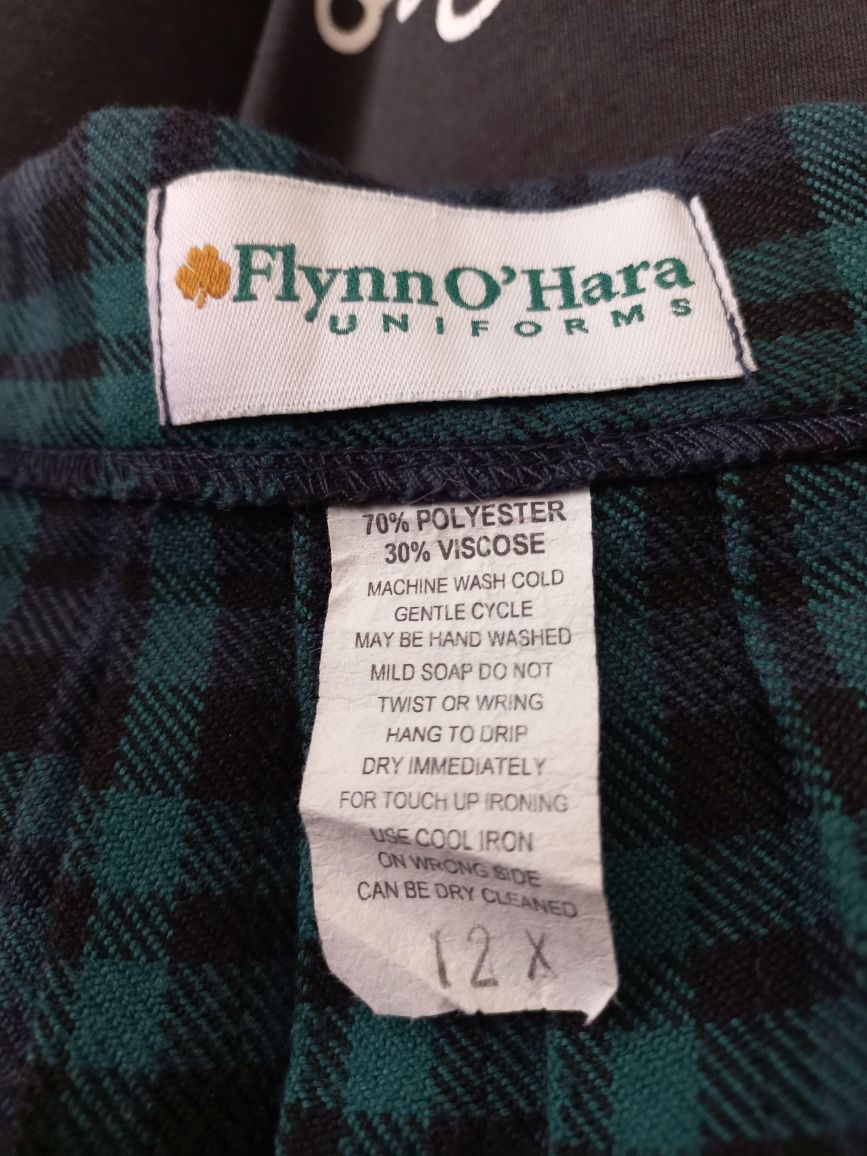 FlynnO'Hara
UNIFORMS
70% POLYESTER
30% VISCOSE
MACHINE WASH COLD
GENTLE CYCLE
MAY BE HAND WASHED
MILD SOAP DO NOT
TWIST OR WRING
HANG TO DRIP
DRY IMMEDIATELY
FOR TOUCH UP IRONING
USE COOL IRON
ON WRONG SIDE
CAN BE DRY CLEANED
12 X